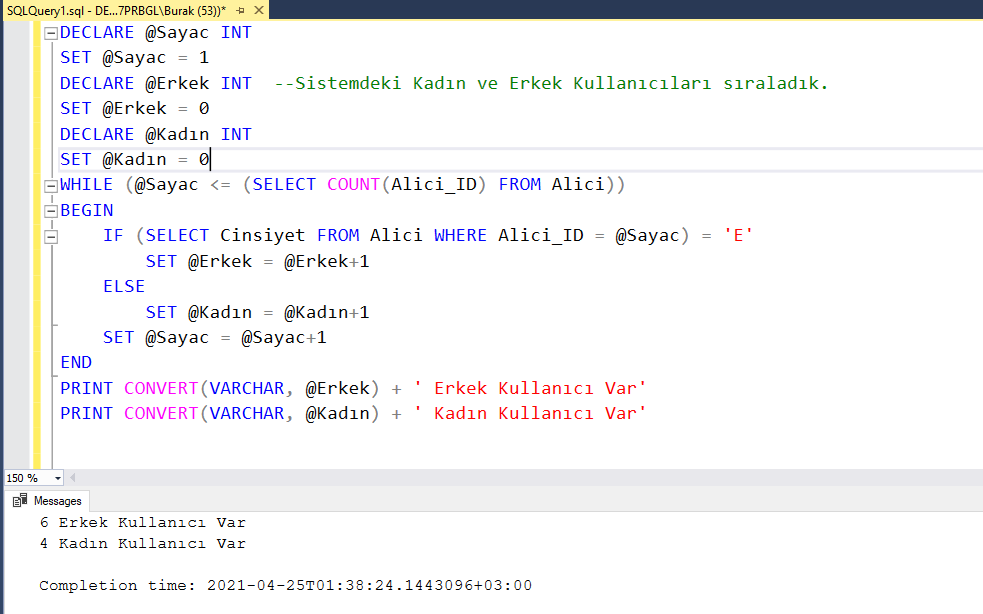 SQLQuery1.sql - DE...7PRBGL\Burak (53))*
DECLARE @Sayac INT
SET @Sayac = 1
DECLARE @Erkek INT  --Sistemdeki Kadın ve Erkek Kullanıcıları sıraladık.
SET @Erkek = 0
DECLARE @Kadın INT
SET @Kadın = 0
WHILE (@Sayac <= (SELECT COUNT(Alici_ID) FROM Alici))
BEGIN
    IF (SELECT Cinsiyet FROM Alici WHERE Alici_ID = @Sayac) = 'E'
        SET @Erkek = @Erkek+1
    ELSE
        SET @Kadın = @Kadın+1
    SET @Sayac = @Sayac+1
END
PRINT CONVERT(VARCHAR, @Erkek) + ' Erkek Kullanıcı Var'
PRINT CONVERT(VARCHAR, @Kadın) + ' Kadın Kullanıcı Var'
150 %
Messages
6 Erkek Kullanıcı Var
4 Kadın Kullanıcı Var
Completion time: 2021-04-25T01:38:24.1443096+03:00